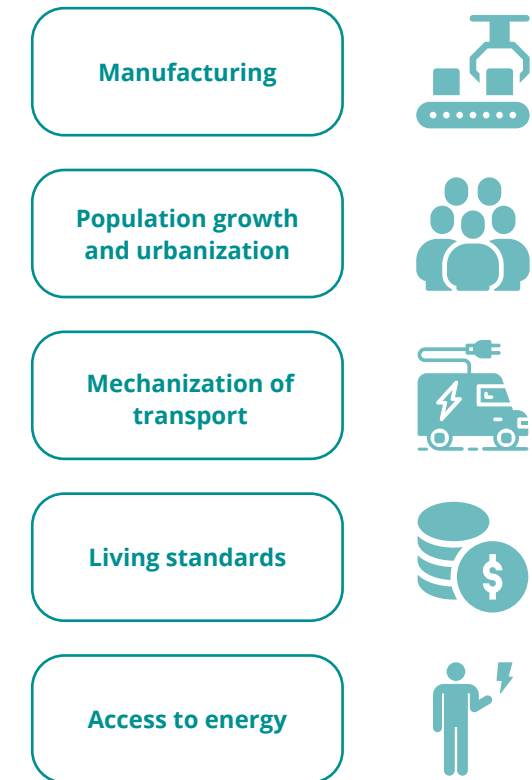 Manufacturing
Population growth
and urbanization
Mechanization of
transport
Living standards
$
Access to energy